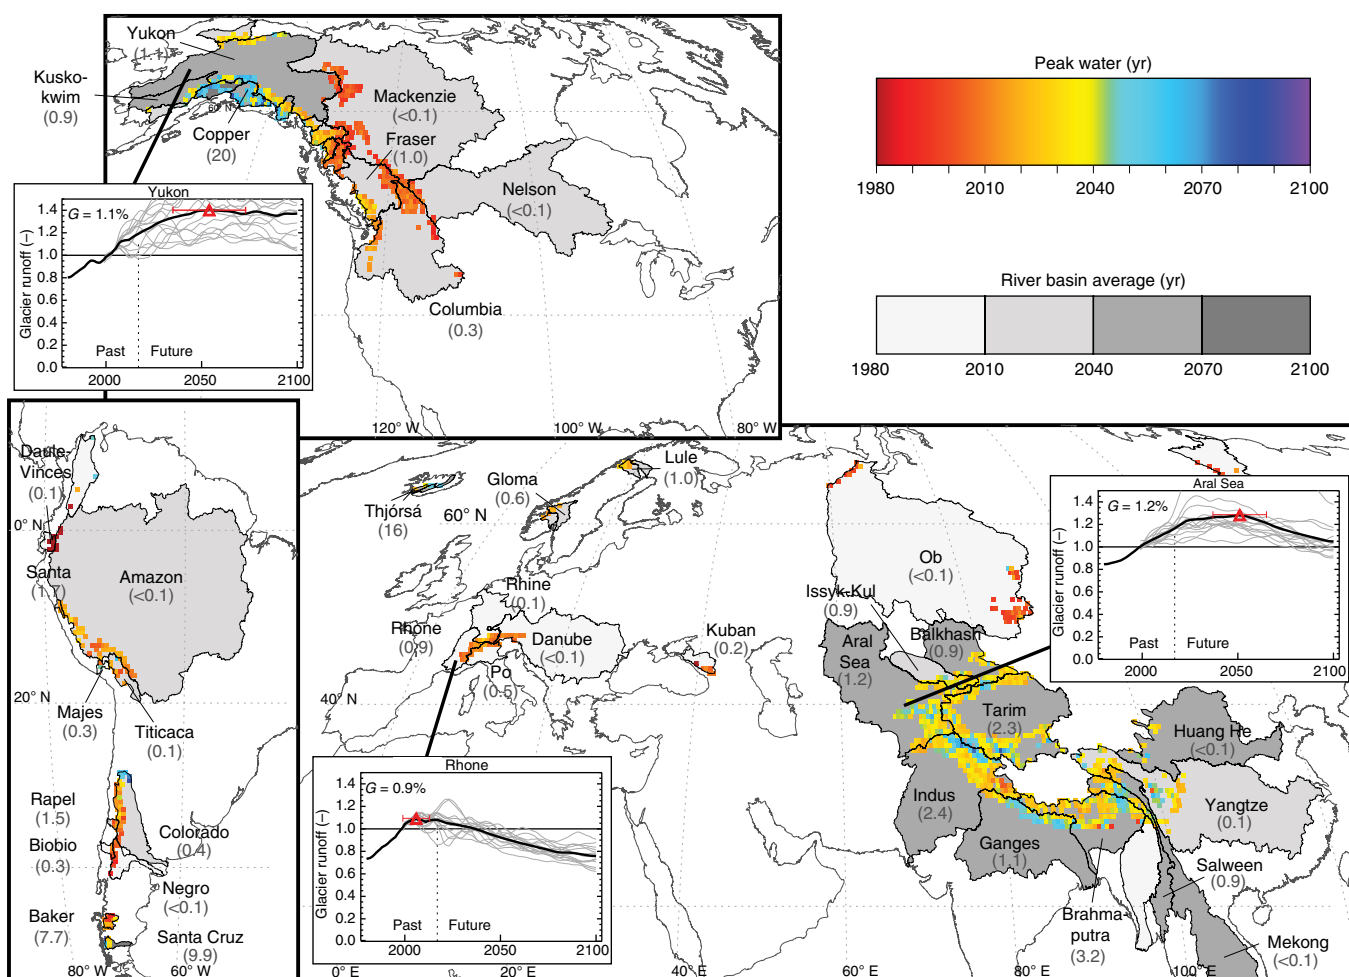 Yukon
(1.1)
Kusko-
kwim
(0.9)
60° N
Copper
(20)
Mackenzie
(<0.1)
Fraser
(1.0)
Nelson
(<0.1)
Columbia
(0.3)
120° W
100° W
80° W
Peak water (yr)
1980
2010
2040
2070
2100
River basin average (yr)
1980
2010
2040
2070
2100
Yukon
G = 1.1%
Glacier runoff (–)
1.4
1.2
1.0
0.8
0.6
0.4
0.2
0.0
Past
Future
2000
2050
2100
Daule-
Vinces
(0.1)
0° N
Santa
(1.7)
Amazon
(<0.1)
20° N
Majes
(0.3)
Titicaca
(0.1)
Rapel
(1.5)
Biobio
(0.3)
Colorado
(0.4)
Negro
(<0.1)
Baker
(7.7)
Santa Cruz
(9.9)
80° W
60° W
Thjórsá
(16)
60° N
Gloma
(0.6)
Lule
(1.0)
Rhine
(0.1)
Rhône
(0.9)
Danube
(<0.1)
Po
(0.5)
40° N
Kuban
(0.2)
Ob
(<0.1)
Issyk-Kul
(0.9)
Aral
Sea
(1.2)
Balkhash
(0.9)
Tarim
(2.3)
Huang He
(<0.1)
Indus
(2.4)
Yangtze
(0.1)
Ganges
(1.1)
Salween
(0.9)
Brahma-
putra
(3.2)
Mekong
(<0.1)
0° E
20° E
40° E
60° E
80° E
100° E
Rhone
G = 0.9%
Glacier runoff (–)
1.4
1.2
1.0
0.8
0.6
0.4
0.2
0.0
Past
Future
2000
2050
2100
Aral Sea
G = 1.2%
Glacier runoff (–)
1.4
1.2
1.0
0.8
0.6
0.4
0.2
0.0
Past
Future
2000
2050
2100